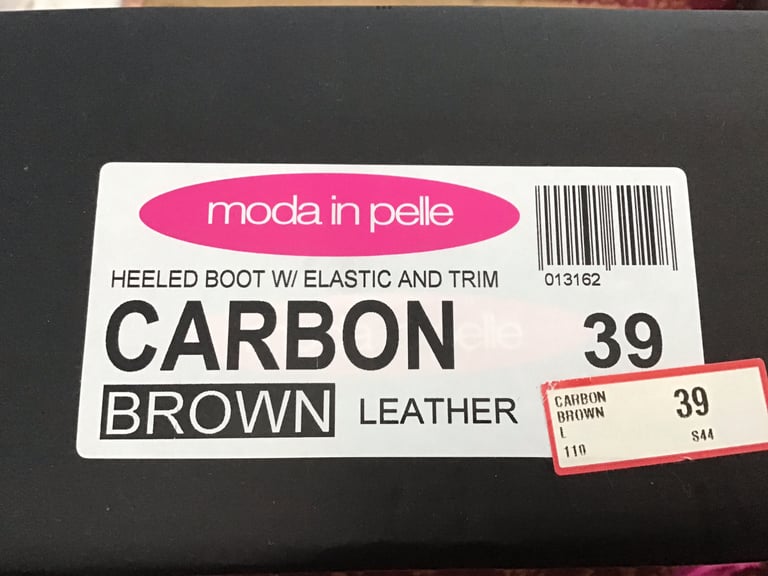 moda in pelle
013162
HEELED BOOT W/ ELASTIC AND TRIM
CARBON 39
BROWN LEATHER
CARBON 39
BROWN
L S44
110